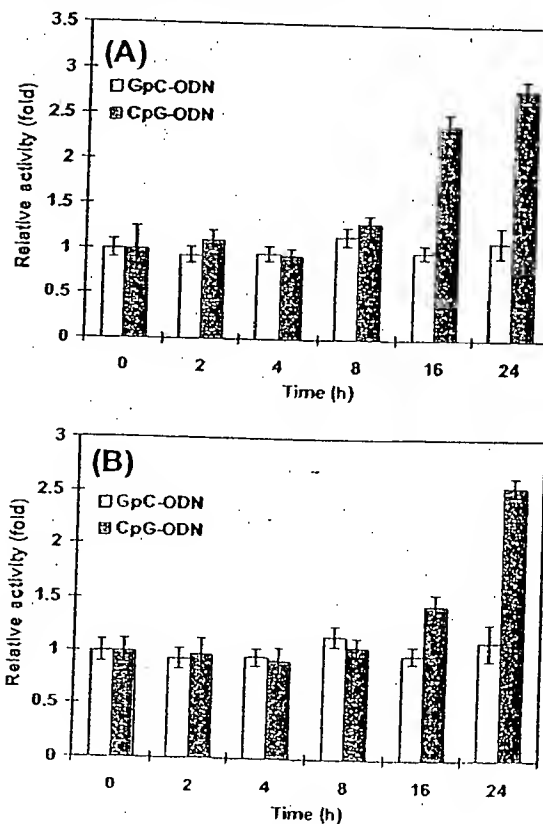 3.5
(A)
3
GpC-ODN
CpG-ODN
2.5
2
1.5
1
0.5
0
Relative activity (fold)
0 2 4 8 16 24
Time (h)
3
(B)
2.5
GpC-ODN
CpG-ODN
2
1.5
1
0.5
0
Relative activity (fold)
0 2 4 8 16 24
Time (h)